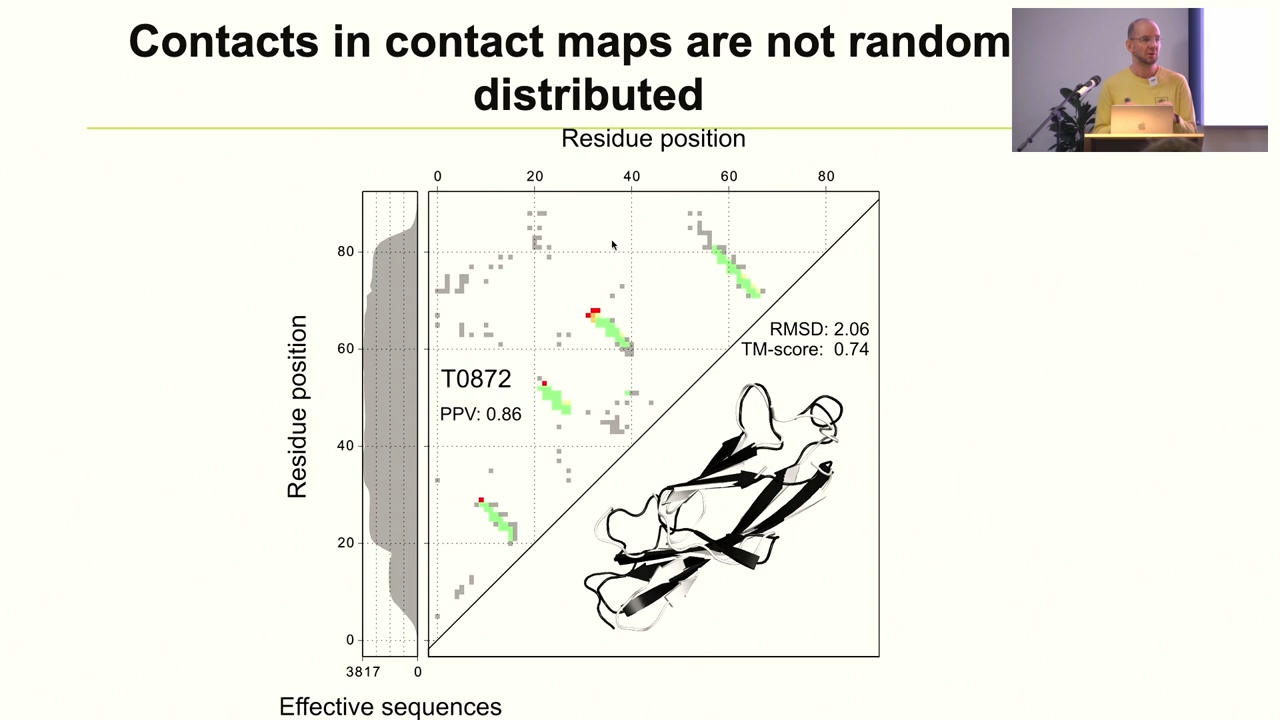 Contacts in contact maps are not random
distributed
Residue position
0 20 40 60 80
80
60
40
20
0
Residue position
T0872
PPV: 0.86
RMSD: 2.06
TM-score: 0.74
3817 0
Effective sequences